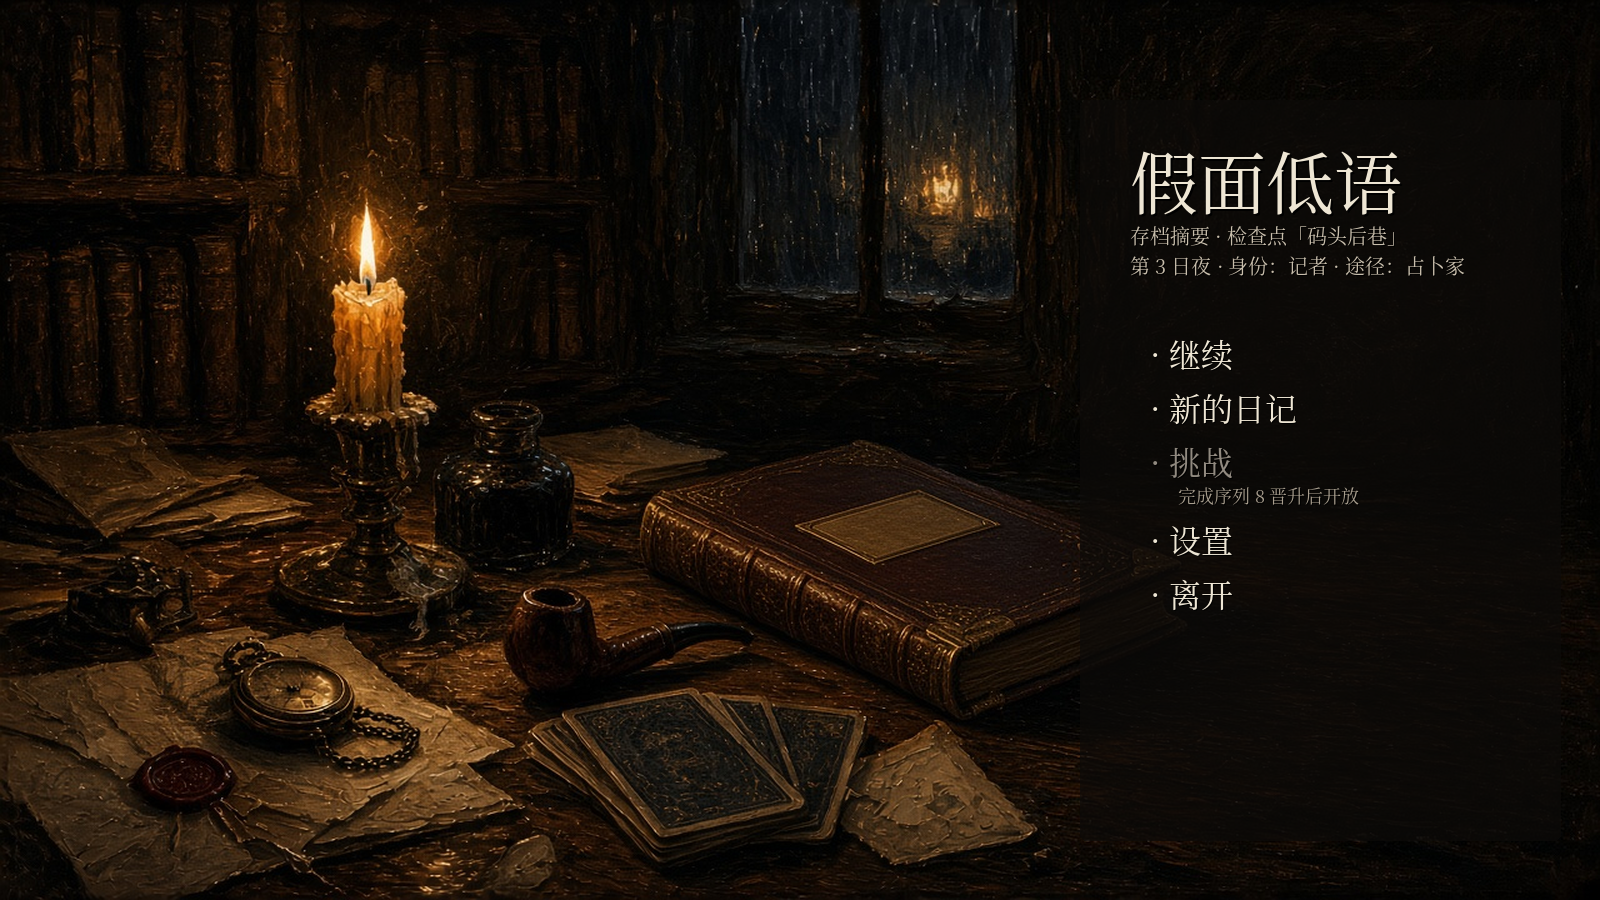 假面低语
存档摘要 · 检查点「码头后巷」
第 3 日夜 · 身份：记者 · 途径：占卜家
· 继续
· 新的日记
· 挑战
完成序列 8 晋升后开放
· 设置
· 离开